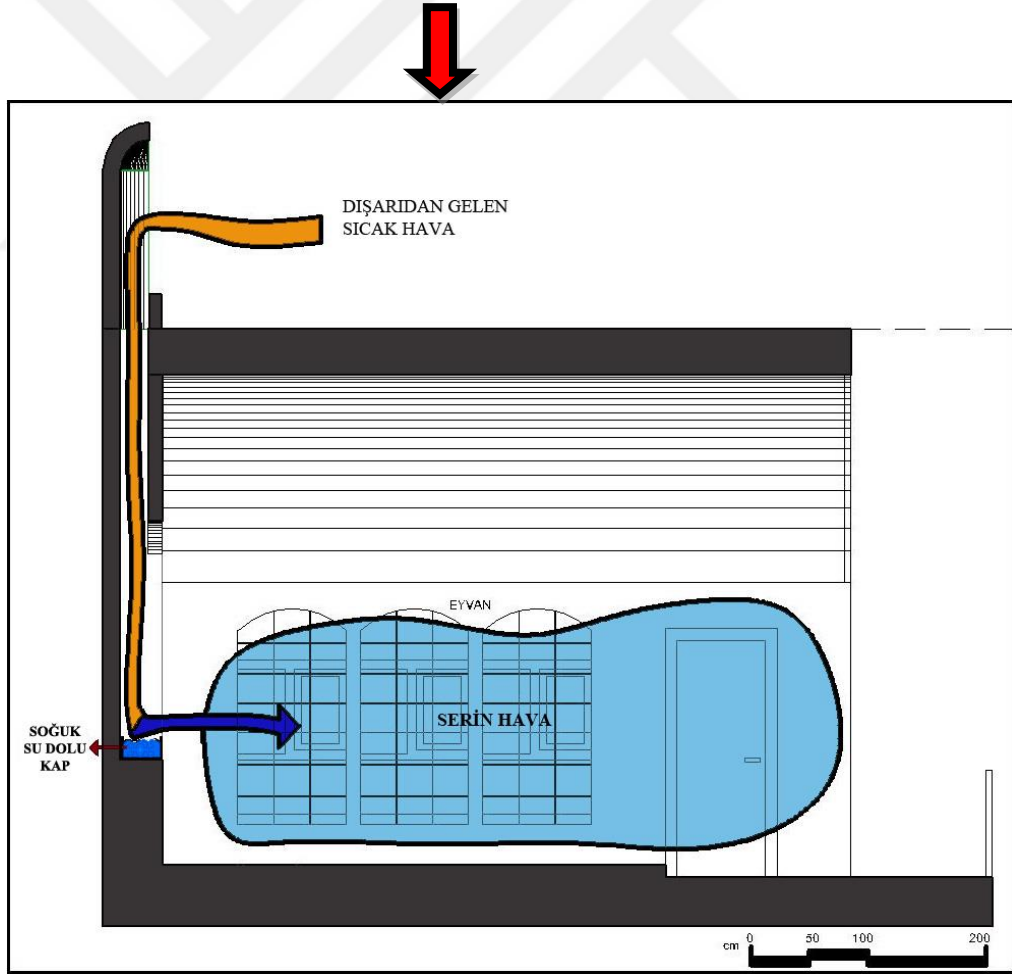 DIŞARIDAN GELEN
SICAK HAVA
EYVAN
SERİN HAVA
SOĞUK
SU DOLU
KAP
cm 0 50 100 200